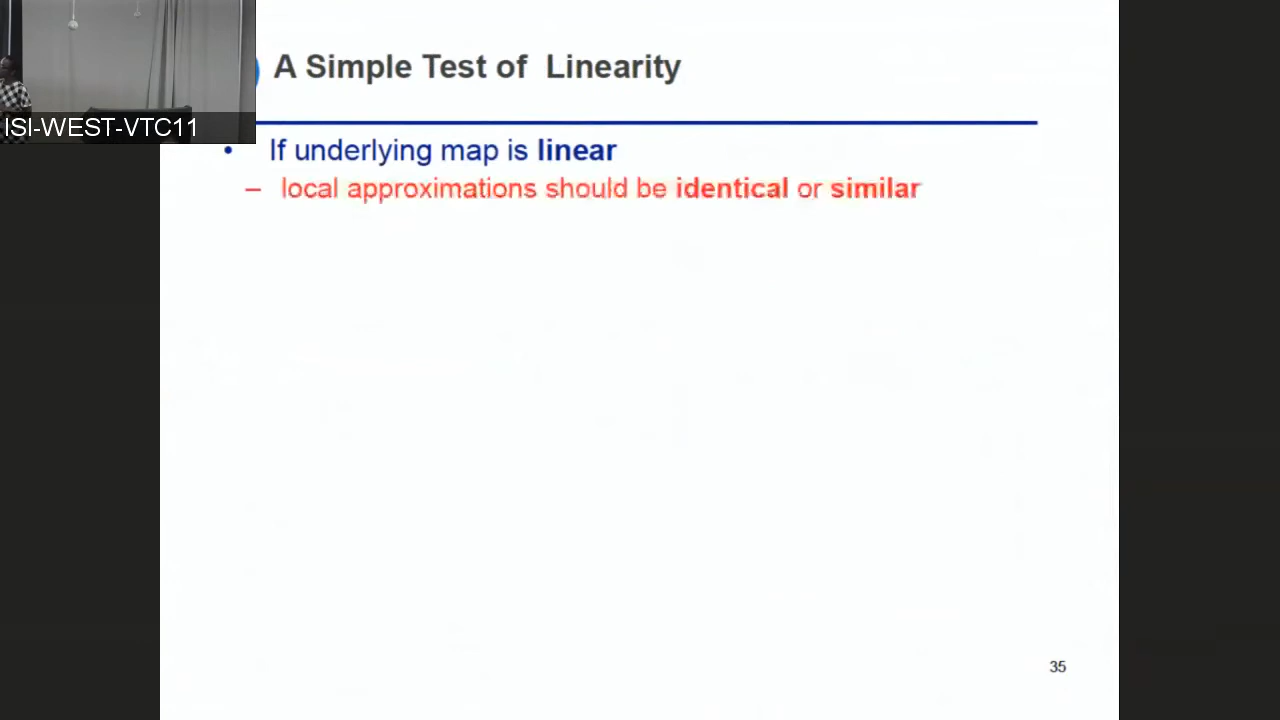 A Simple Test of Linearity
ISI-WEST-VTC11
• If underlying map is linear
– local approximations should be identical or similar
35